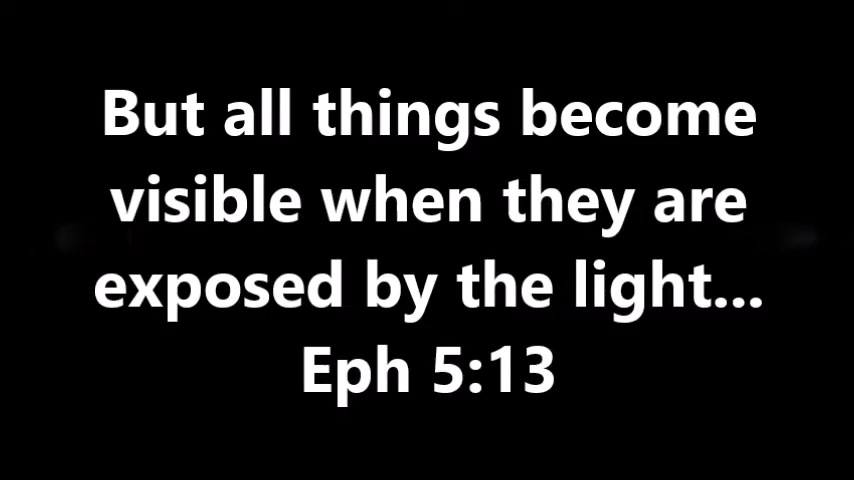 But all things become
visible when they are
exposed by the light...
Eph 5:13